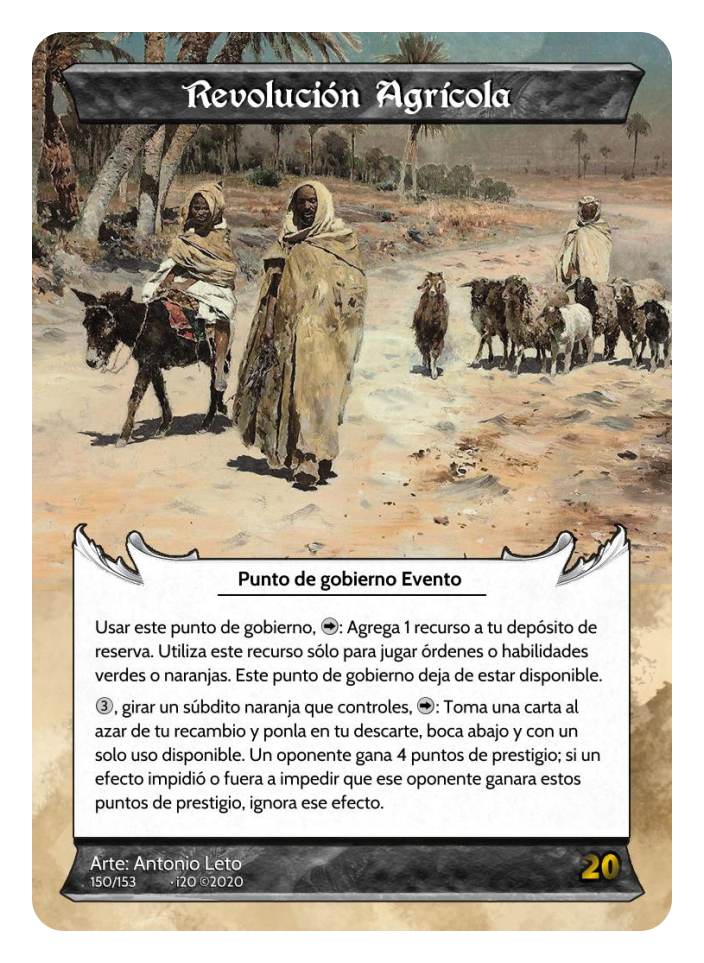 Revolución Agrícola
Punto de gobierno Evento
Usar este punto de gobierno, ➡: Agrega 1 recurso a tu depósito de
reserva. Utiliza este recurso sólo para jugar órdenes o habilidades
verdes o naranjas. Este punto de gobierno deja de estar disponible.
③, girar un súbdito naranja que controles, ➡: Toma una carta al
azar de tu recambio y ponla en tu descarte, boca abajo y con un
solo uso disponible. Un oponente gana 4 puntos de prestigio; si un
efecto impidió o fuera a impedir que ese oponente ganara estos
puntos de prestigio, ignora ese efecto.
Arte: Antonio Leto
150/153 · i20 ©2020
20